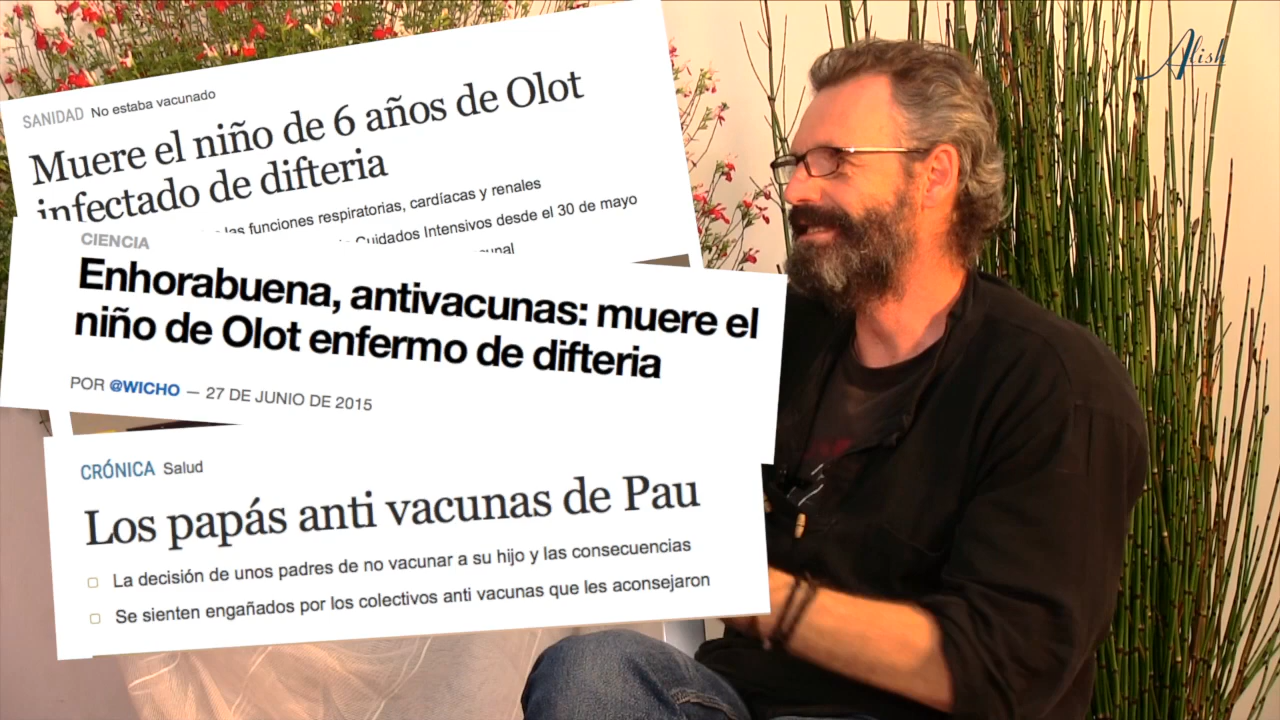 SANIDAD No estaba vacunado
Muere el niño de 6 años de Olot
infectado de difteria
las funciones respiratorias, cardíacas y renales
Cuidados Intensivos desde el 30 de mayo
CIENCIA
Enhorabuena, antivacunas: muere el
niño de Olot enfermo de difteria
POR @WICHO — 27 DE JUNIO DE 2015
CRÓNICA Salud
Los papás anti vacunas de Pau
La decisión de unos padres de no vacunar a su hijo y las consecuencias
Se sienten engañados por los colectivos anti vacunas que les aconsejaron
Alish